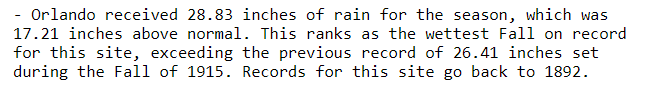 - Orlando received 28.83 inches of rain for the season, which was
17.21 inches above normal. This ranks as the wettest Fall on record
for this site, exceeding the previous record of 26.41 inches set
during the Fall of 1915. Records for this site go back to 1892.